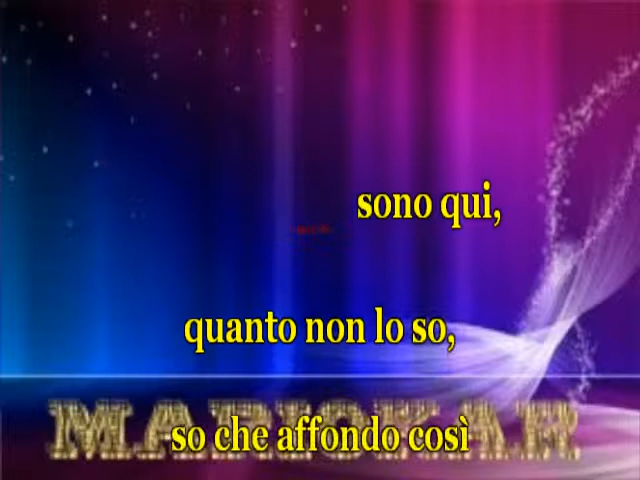 sono qui,
quanto non lo so,
so che affondo così